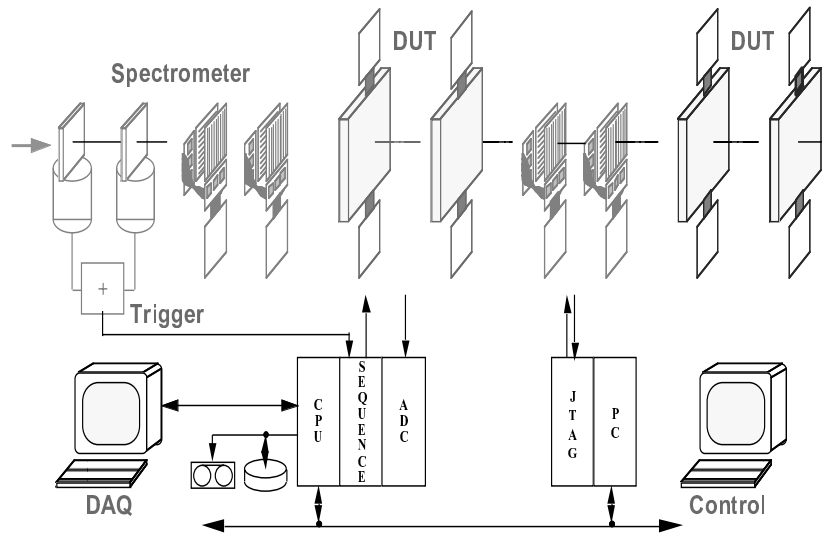 DUT
DUT
Spectrometer
+
Trigger
CPU
SEQUENCE
ADC
JTAG
PC
DAQ
Control